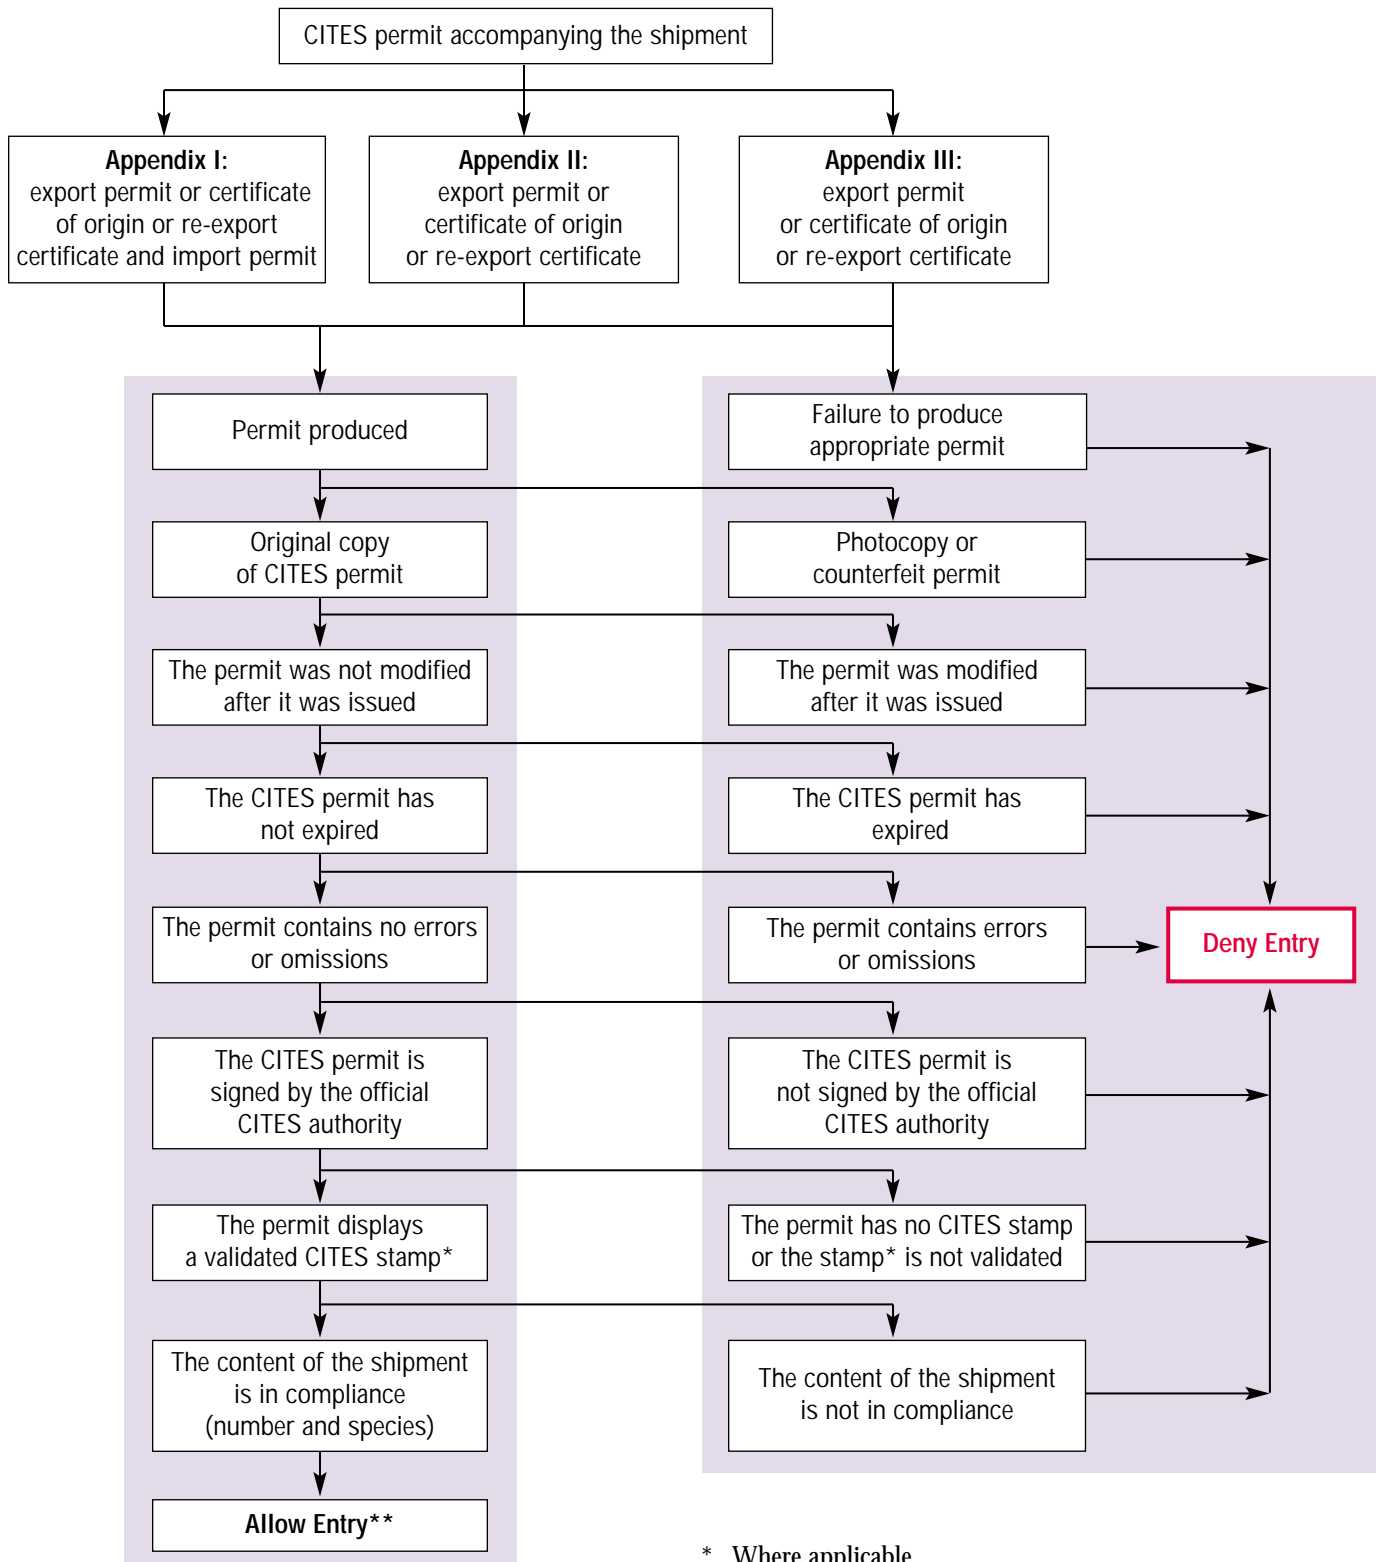 CITES permit accompanying the shipment
Appendix I:
export permit or certificate
of origin or re-export
certificate and import permit
Appendix II:
export permit or
certificate of origin
or re-export certificate
Appendix III:
export permit
or certificate of origin
or re-export certificate
Permit produced
Failure to produce
appropriate permit
Original copy
of CITES permit
Photocopy or
counterfeit permit
The permit was not modified
after it was issued
The permit was modified
after it was issued
The CITES permit has
not expired
The CITES permit has
expired
The permit contains no errors
or omissions
The permit contains errors
or omissions
Deny Entry
The CITES permit is
signed by the official
CITES authority
The CITES permit is
not signed by the official
CITES authority
The permit displays
a validated CITES stamp*
The permit has no CITES stamp
or the stamp* is not validated
The content of the shipment
is in compliance
(number and species)
The content of the shipment
is not in compliance
Allow Entry**
* Where applicable